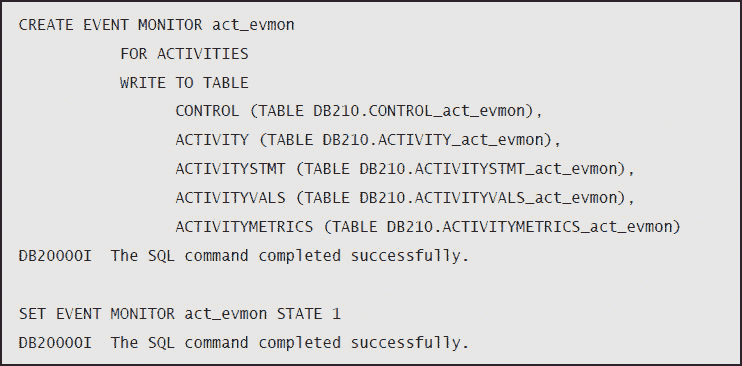 CREATE EVENT MONITOR act_evmon
FOR ACTIVITIES
WRITE TO TABLE
CONTROL (TABLE DB210.CONTROL_act_evmon),
ACTIVITY (TABLE DB210.ACTIVITY_act_evmon),
ACTIVITYSTMT (TABLE DB210.ACTIVITYSTMT_act_evmon),
ACTIVITYVALS (TABLE DB210.ACTIVITYVALS_act_evmon),
ACTIVITYMETRICS (TABLE DB210.ACTIVITYMETRICS_act_evmon)
DB20000I  The SQL command completed successfully.
SET EVENT MONITOR act_evmon STATE 1
DB20000I  The SQL command completed successfully.